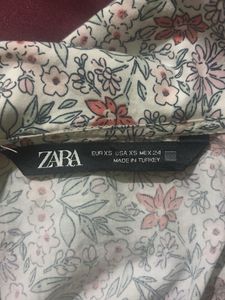 ZARA
EUR XS USA XS MEX 24
MADE IN TURKEY